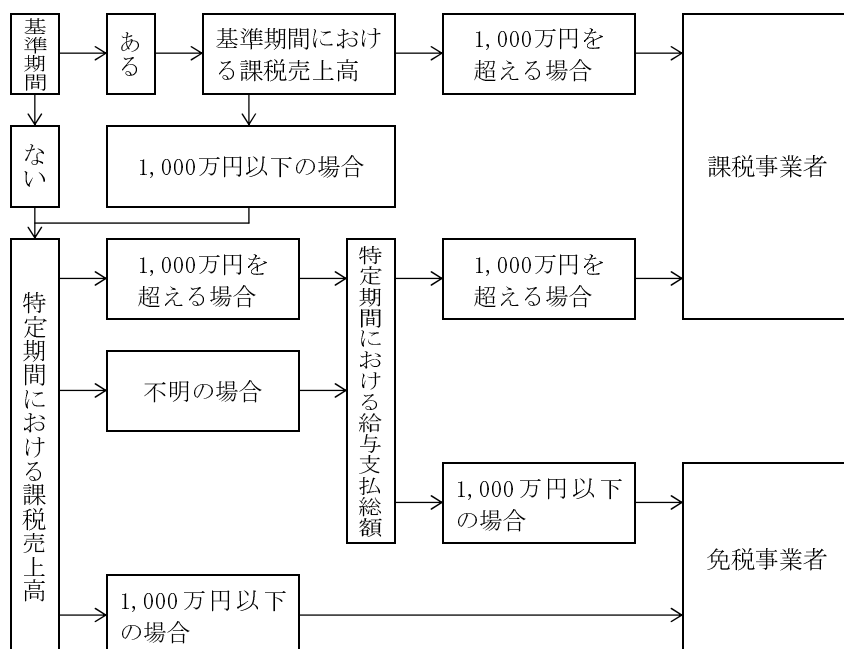 基準期間
ある
基準期間におけ
る課税売上高
1,000万円を
超える場合
課税事業者
ない
1,000万円以下の場合
特定期間における課税売上高
1,000万円を
超える場合
特定期間における給与支払総額
1,000万円を
超える場合
不明の場合
1,000万円以下
の場合
免税事業者
1,000万円以下
の場合